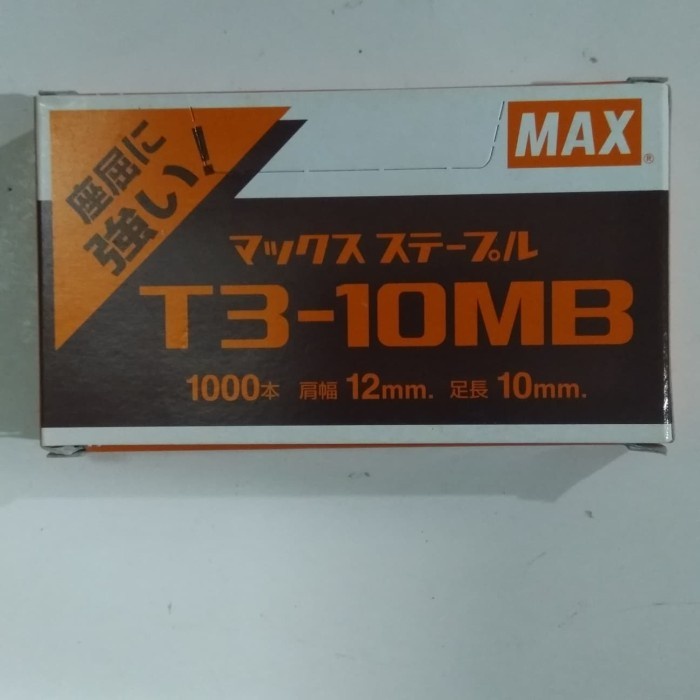 座屈に
強い!
MAX®
マックス ステープル
T3-10MB
1000本 肩幅 12mm. 足長 10mm.